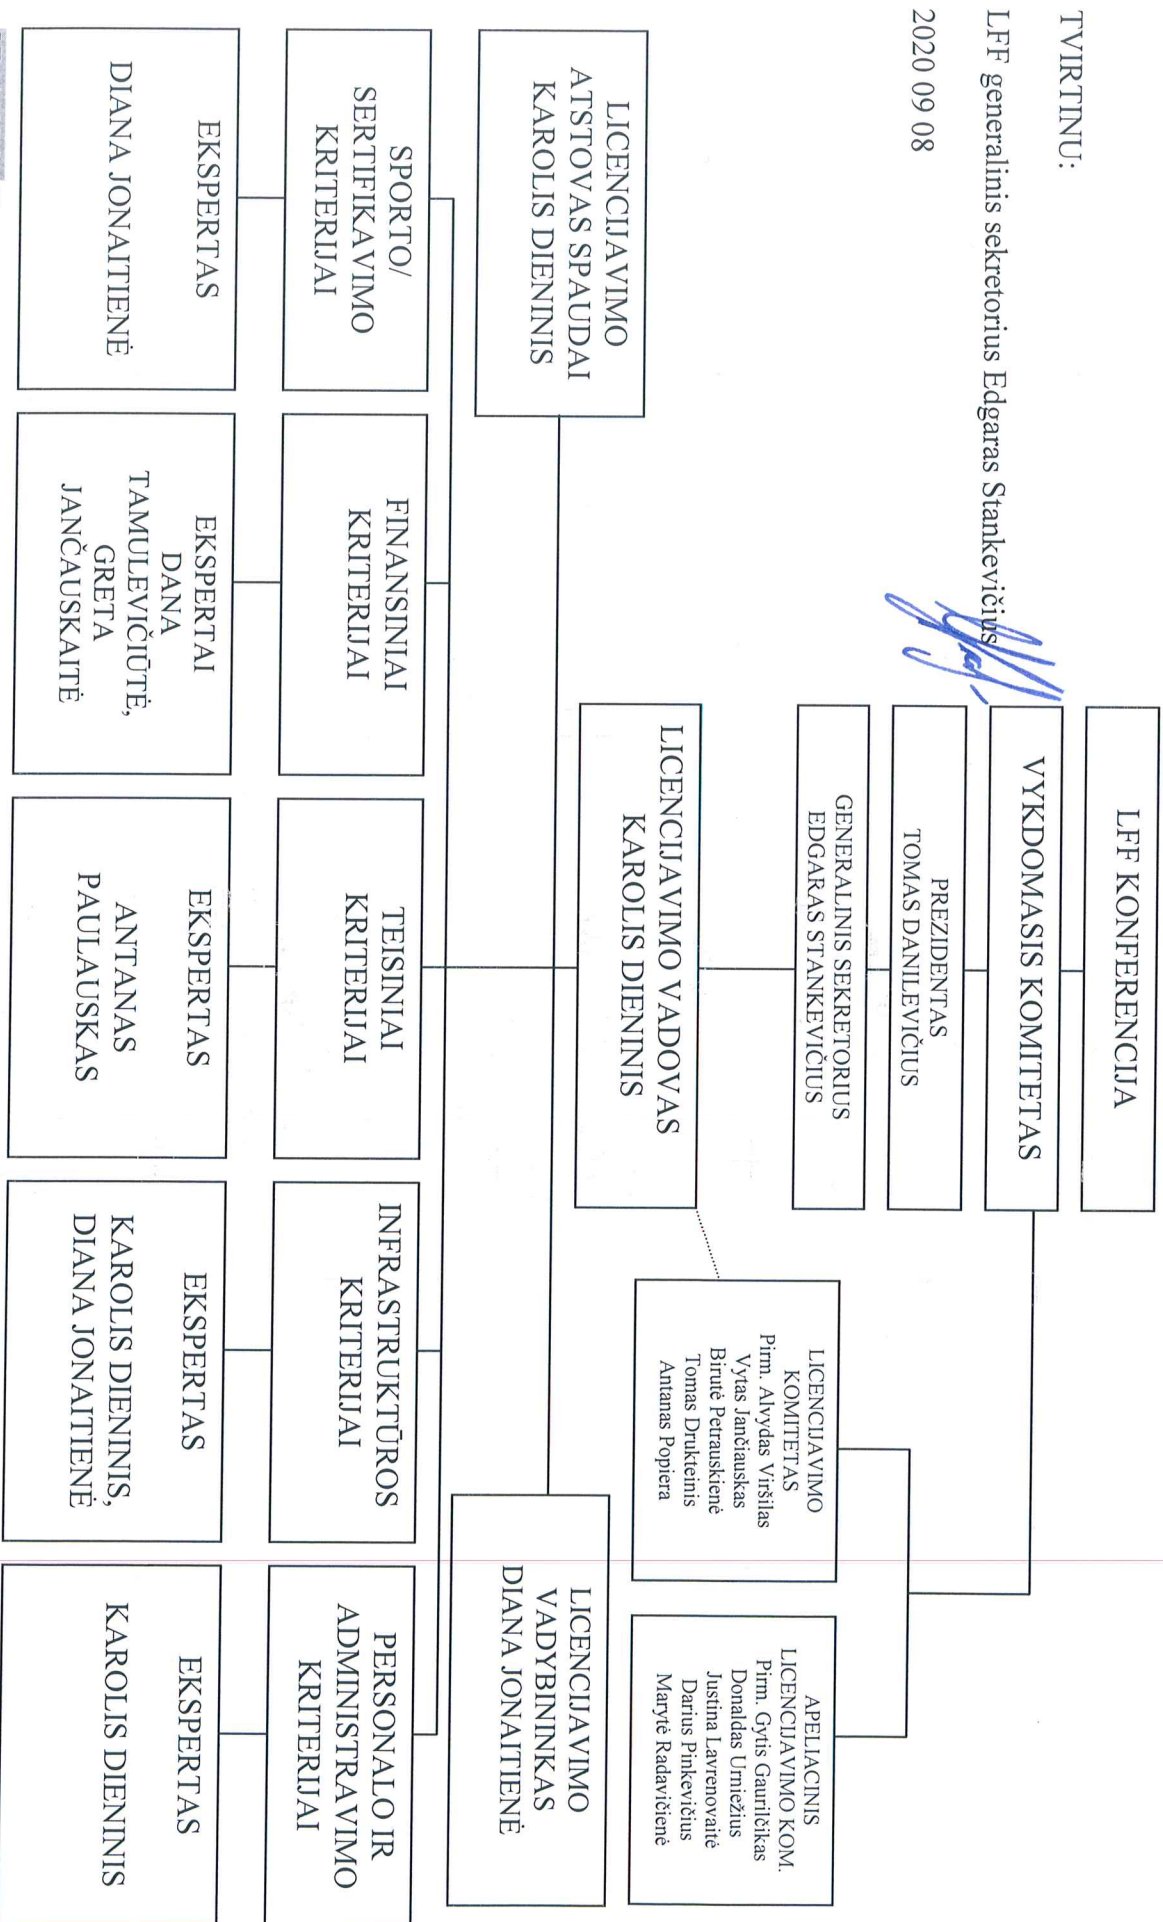 TVIRTINU:
LFF generalinis sekretorius Edgaras Stankevičius
2020 09 08
LFF KONFERENCIJA
VYKDOMASIS KOMITETAS
PREZIDENTAS
TOMAS DANILEVIČIUS
GENERALINIS SEKRETORIUS
EDGARAS STANKEVIČIUS
LICENCIJAVIMO
KOMITETAS
Pirm. Alvydas Viršilas
Vytas Jančiauskas
Birutė Petrauskienė
Tomas Drukteinis
Antanas Popiera
APELIACINIS
LICENCIJAVIMO KOM.
Pirm. Gytis Gaurilčikas
Donaldas Urniežius
Justina Lavrenovaitė
Darius Pinkevičius
Marytė Radavičienė
LICENCIJAVIMO VADOVAS
KAROLIS DIENINIS
LICENCIJAVIMO
ATSTOVAS SPAUDAI
KAROLIS DIENINIS
LICENCIJAVIMO
VADYBININKAS
DIANA JONAITIENĖ
SPORTO/
SERTIFIKAVIMO
KRITERIJAI
FINANSINIAI
KRITERIJAI
TEISINIAI
KRITERIJAI
INFRASTRUKTŪROS
KRITERIJAI
PERSONALO IR
ADMINISTRAVIMO
KRITERIJAI
EKSPERTAS
DIANA JONAITIENĖ
EKSPERTAI
DANA
TAMULEVIČIŪTĖ,
GRETA
JANČAUSKAITĖ
EKSPERTAS
ANTANAS
PAULAUSKAS
EKSPERTAS
KAROLIS DIENINIS,
DIANA JONAITIENĖ
EKSPERTAS
KAROLIS DIENINIS